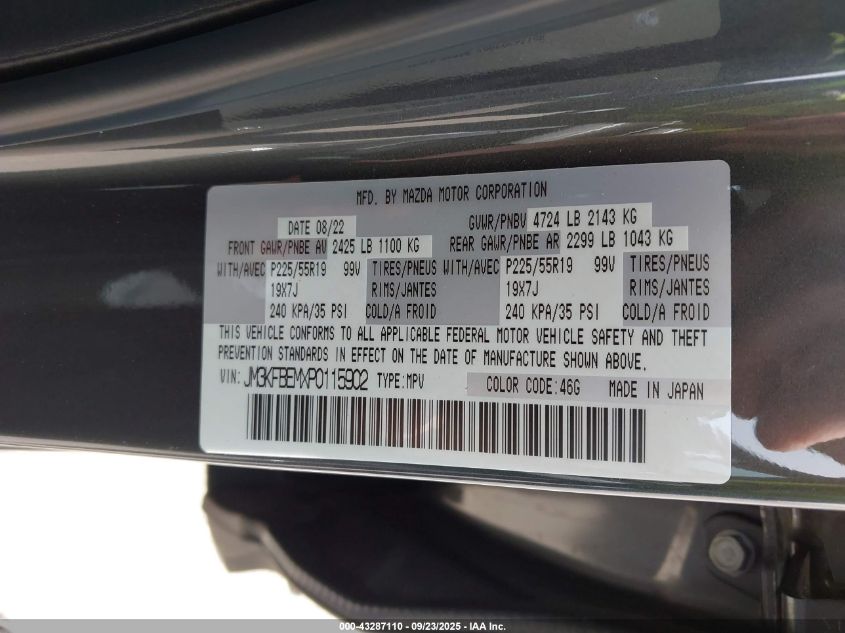 MFD. BY MAZDA MOTOR CORPORATION
DATE 08/22 GVWR/PNBV 4724 LB 2143 KG
FRONT GAWR/PNBE AV 2425 LB 1100 KG REAR GAWR/PNBE AR 2299 LB 1043 KG
WITH/AVEC P225/55R19 99V TIRES/PNEUS WITH/AVEC P225/55R19 99V TIRES/PNEUS
19X7J RIMS/JANTES 19X7J RIMS/JANTES
240 KPA/35 PSI COLD/A FROID 240 KPA/35 PSI COLD/A FROID
THIS VEHICLE CONFORMS TO ALL APPLICABLE FEDERAL MOTOR VEHICLE SAFETY AND THEFT
PREVENTION STANDARDS IN EFFECT ON THE DATE OF MANUFACTURE SHOWN ABOVE.
VIN: JM3KFBEMXP0115902 TYPE:MPV COLOR CODE:46G MADE IN JAPAN
000-43287110 - 09/23/2025 - IAA Inc.